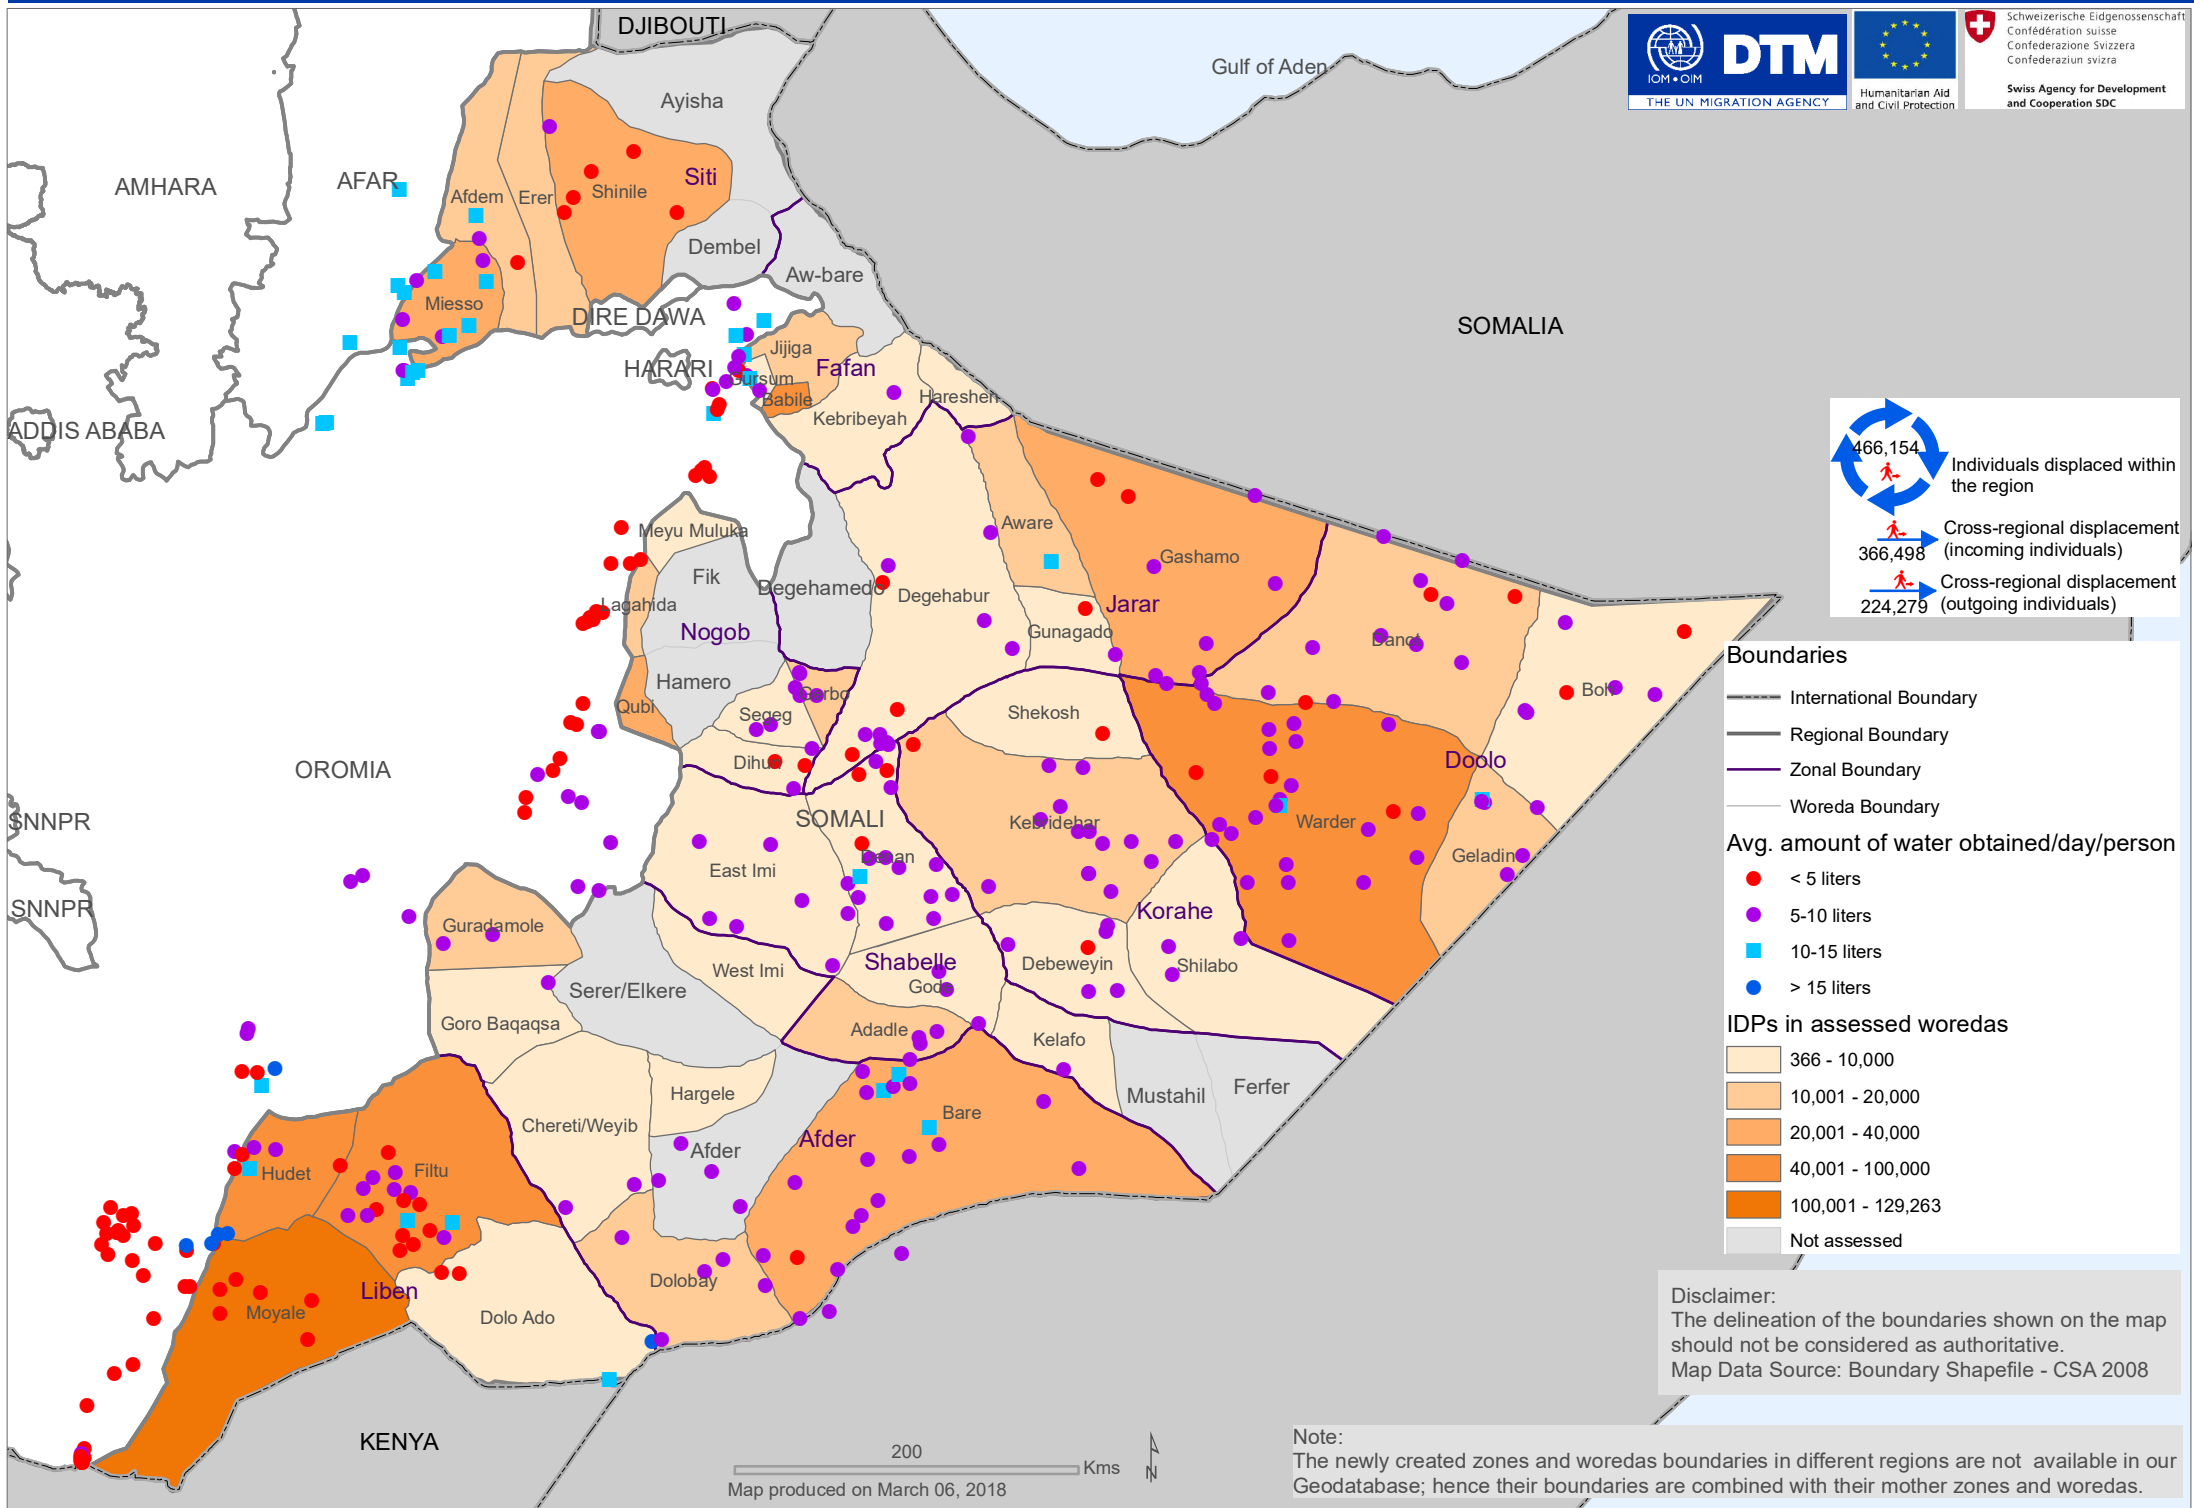 DJIBOUTI
Gulf of Aden
IOM • OIM
DTM
THE UN MIGRATION AGENCY
Humanitarian Aid
and Civil Protection
Schweizerische Eidgenossenschaft
Confédération suisse
Confederazione Svizzera
Confederaziun svizra
Swiss Agency for Development
and Cooperation SDC
Ayisha
AMHARA
AFAR
Afdem
Erer
Shinile
Siti
Dembel
Aw-bare
Miesso
DIRE DAWA
SOMALIA
HARARI
Jijiga
Fafan
Gursum
Babile
Hareshen
Kebribeyah
ADDIS ABABA
466,154
Individuals displaced within
the region
Cross-regional displacement
366,498
(incoming individuals)
Cross-regional displacement
224,279
(outgoing individuals)
Meyu Muluka
Aware
Gashamo
Fik
Degehamedo
Degehabur
Lagahida
Jarar
Nogob
Gunagado
Danot
Hamero
Gerbo
Boh
Qubi
Segeg
Shekosh
Dihun
Doolo
OROMIA
SNNPR
SOMALI
Kebridehar
Warder
Denan
East Imi
Geladin
SNNPR
Guradamole
Korahe
West Imi
Shabelle
Debeweyin
Shilabo
Serer/Elkere
Gode
Goro Baqaqsa
Adadle
Kelafo
Hargele
Mustahil
Ferfer
Chereti/Weyib
Bare
Afder
Afder
Hudet
Filtu
Dolobay
Liben
Moyale
Dolo Ado
KENYA
Boundaries
International Boundary
Regional Boundary
Zonal Boundary
Woreda Boundary
Avg. amount of water obtained/day/person
< 5 liters
5-10 liters
10-15 liters
> 15 liters
IDPs in assessed woredas
366 - 10,000
10,001 - 20,000
20,001 - 40,000
40,001 - 100,000
100,001 - 129,263
Not assessed
Disclaimer:
The delineation of the boundaries shown on the map
should not be considered as authoritative.
Map Data Source: Boundary Shapefile - CSA 2008
200
Kms
N
Map produced on March 06, 2018
Note:
The newly created zones and woredas boundaries in different regions are not available in our
Geodatabase; hence their boundaries are combined with their mother zones and woredas.